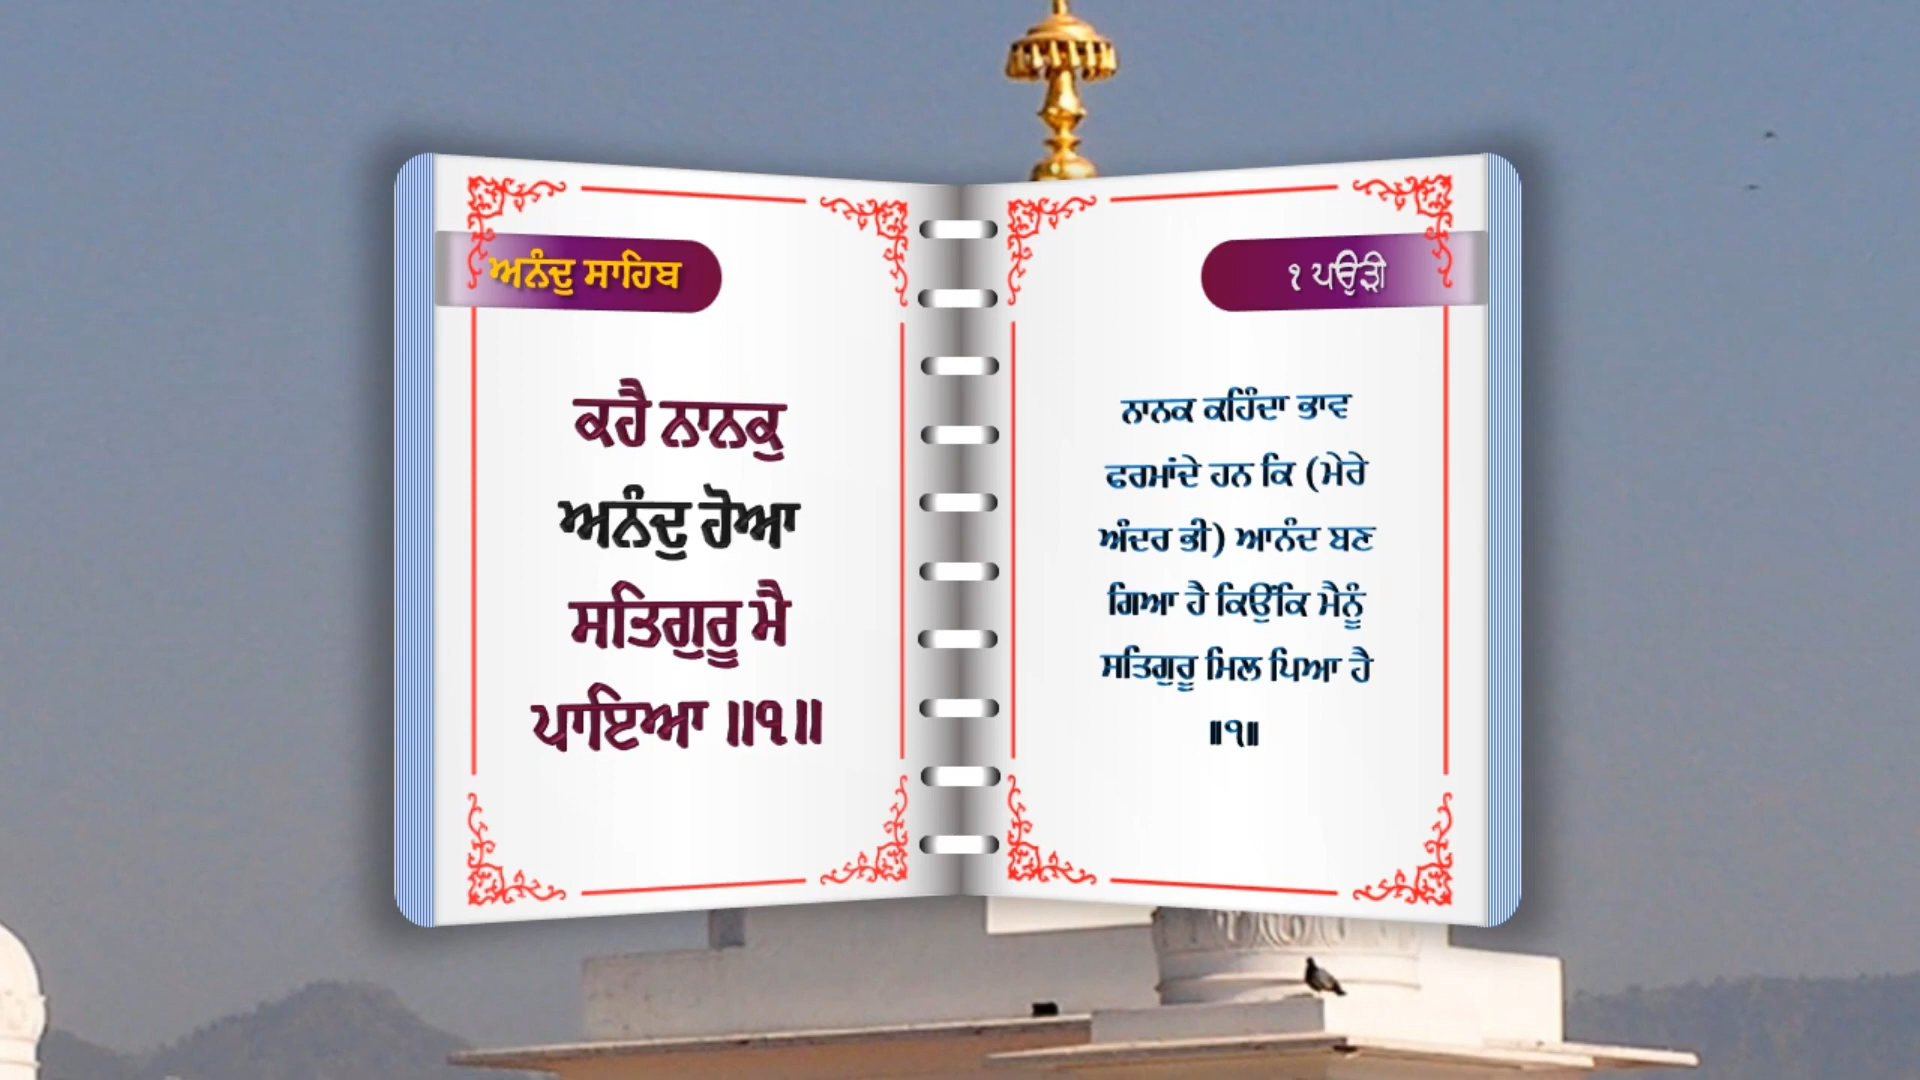 ਅਨੰਦੁ ਸਾਹਿਬ
ਕਹੈ ਨਾਨਕੁ
ਅਨੰਦੁ ਹੋਆ
ਸਤਿਗੁਰੂ ਮੈ
ਪਾਇਆ ॥੧॥
੧ ਪਉੜੀ
ਨਾਨਕ ਕਹਿੰਦਾ ਭਾਵ
ਫਰਮਾਂਦੇ ਹਨ ਕਿ (ਮੇਰੇ
ਅੰਦਰ ਭੀ) ਆਨੰਦ ਬਣ
ਗਿਆ ਹੈ ਕਿਉਂਕਿ ਮੈਨੂੰ
ਸਤਿਗੁਰੂ ਮਿਲ ਪਿਆ ਹੈ
॥੧॥